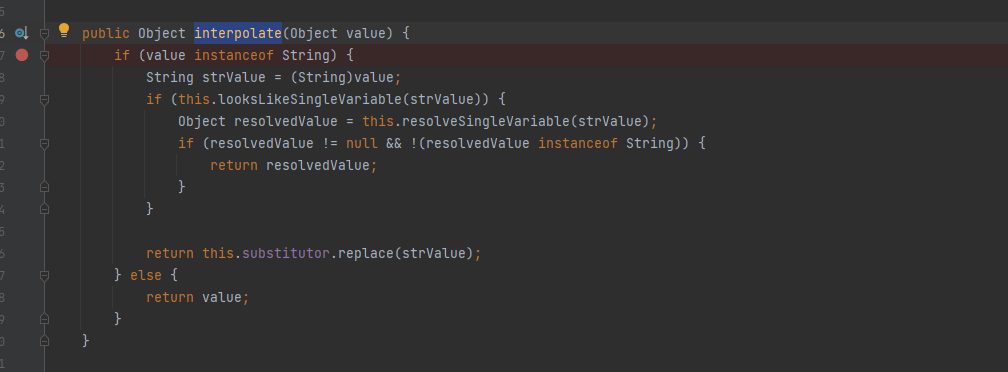 5
6 public Object interpolate(Object value) {
7 if (value instanceof String) {
8 String strValue = (String)value;
9 if (this.looksLikeSingleVariable(strValue)) {
0 Object resolvedValue = this.resolveSingleVariable(strValue);
1 if (resolvedValue != null && !(resolvedValue instanceof String)) {
2 return resolvedValue;
3 }
4 }
5
6 return this.substitutor.replace(strValue);
7 } else {
8 return value;
9 }
0 }
1